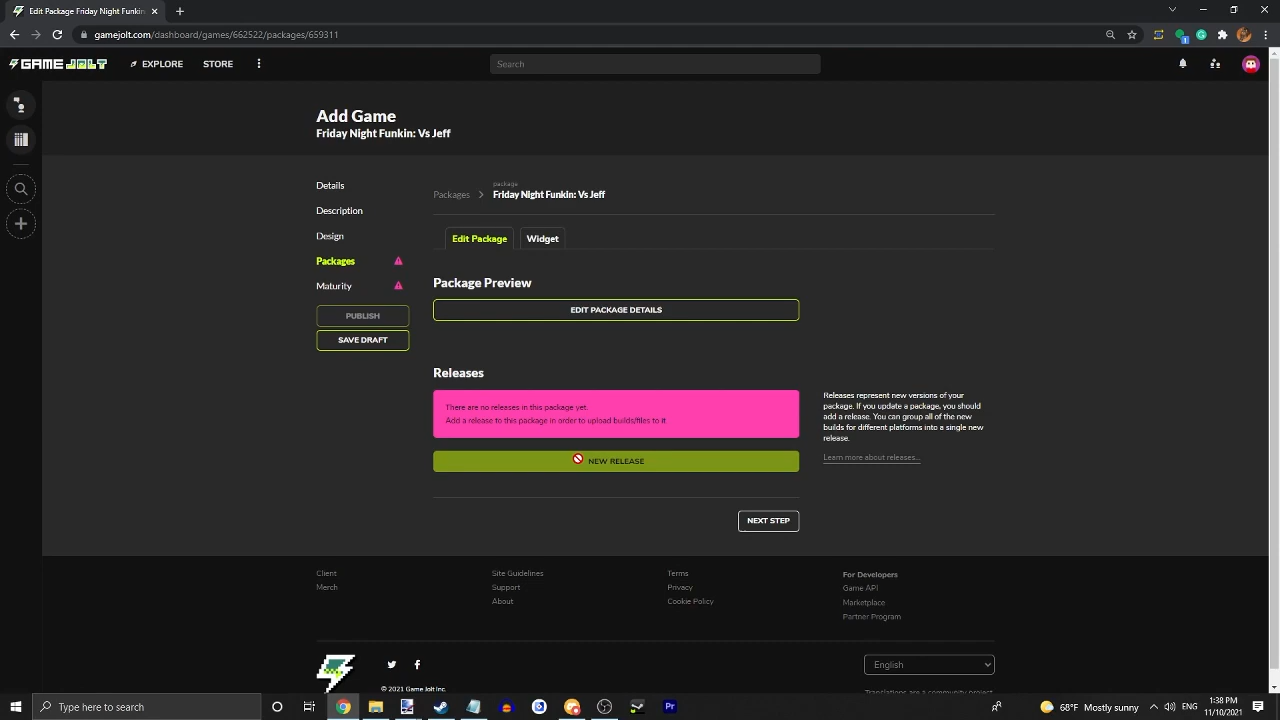 Edit Package Friday Night Funkin
gamejolt.com/dashboard/games/662522/packages/659311
GAME JOLT
EXPLORE
STORE
Search
Add Game
Friday Night Funkin: Vs Jeff
Details
Description
Design
Packages
Maturity
PUBLISH
SAVE DRAFT
Packages
package
Friday Night Funkin: Vs Jeff
Edit Package
Widget
Package Preview
EDIT PACKAGE DETAILS
Releases
There are no releases in this package yet.
Add a release to this package in order to upload builds/files to it.
NEW RELEASE
Releases represent new versions of your
package. If you update a package, you should
add a release. You can group all of the new
builds for different platforms into a single new
release.
Learn more about releases...
NEXT STEP
Client
Merch
Site Guidelines
Support
About
Terms
Privacy
Cookie Policy
For Developers
Game API
Marketplace
Partner Program
English
© 2021 Game Jolt Inc.
Translations are a community project
Type here to search
Pr
68°F Mostly sunny
ENG
1:38 PM
11/10/2021